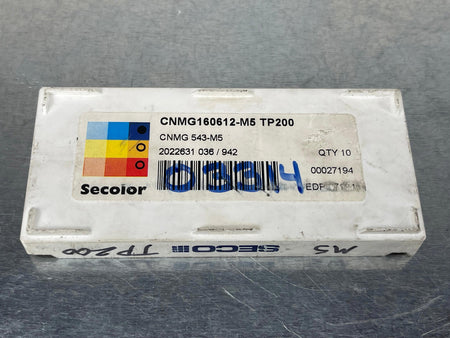 CNMG160612-M5 TP200
CNMG 543-M5
2022631 036 / 942
QTY 10
03314
00027194
Secolor
TP200
SECO
M5